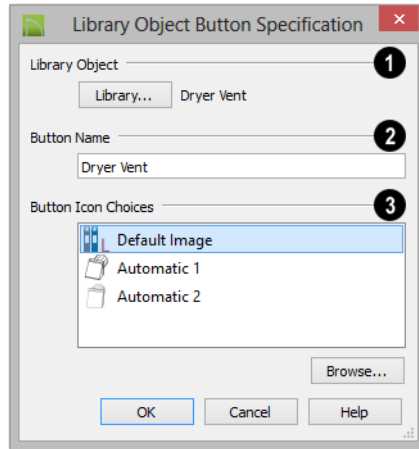 Library Object Button Specification
Library Object 1
Library... Dryer Vent
Button Name 2
Dryer Vent
Button Icon Choices 3
L Default Image
Automatic 1
Automatic 2
Browse...
OK Cancel Help